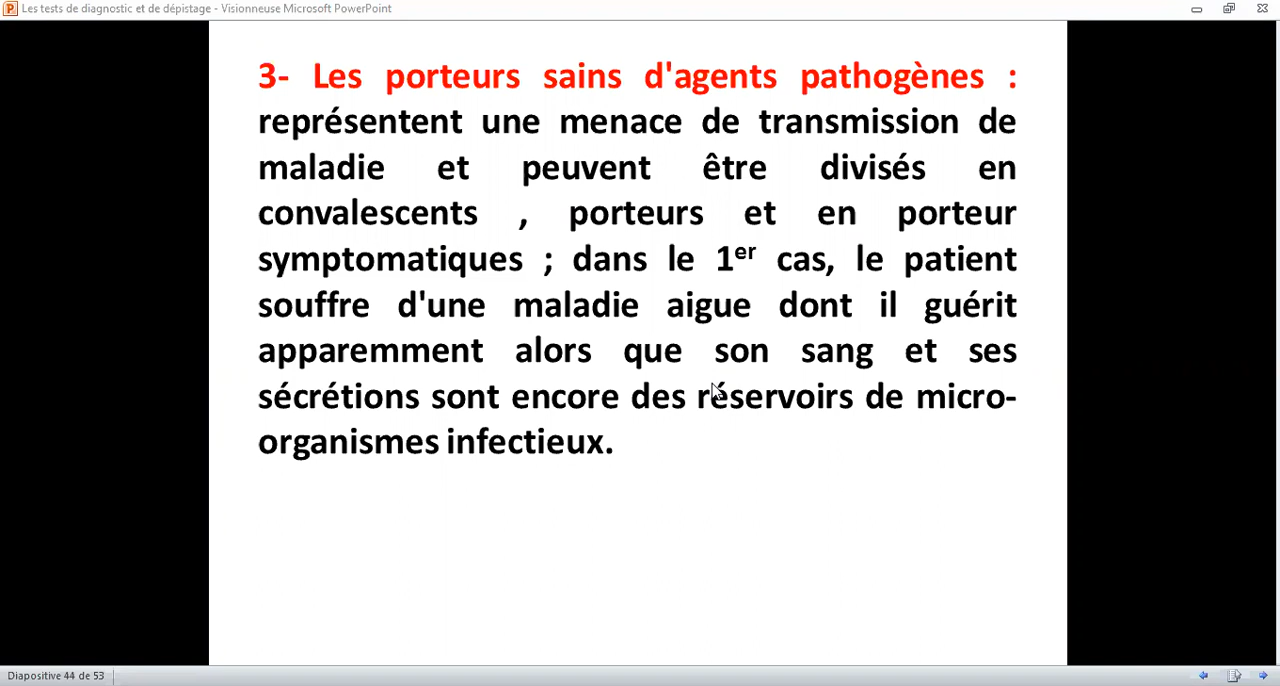 Les tests de diagnostic et de dépistage - Visionneuse Microsoft PowerPoint
3- Les porteurs sains d'agents pathogènes :
représentent une menace de transmission de
maladie et peuvent être divisés en
convalescents , porteurs et en porteur
symptomatiques ; dans le 1er cas, le patient
souffre d'une maladie aigue dont il guérit
apparemment alors que son sang et ses
sécrétions sont encore des réservoirs de micro-
organismes infectieux.
Diapositive 44 de 53